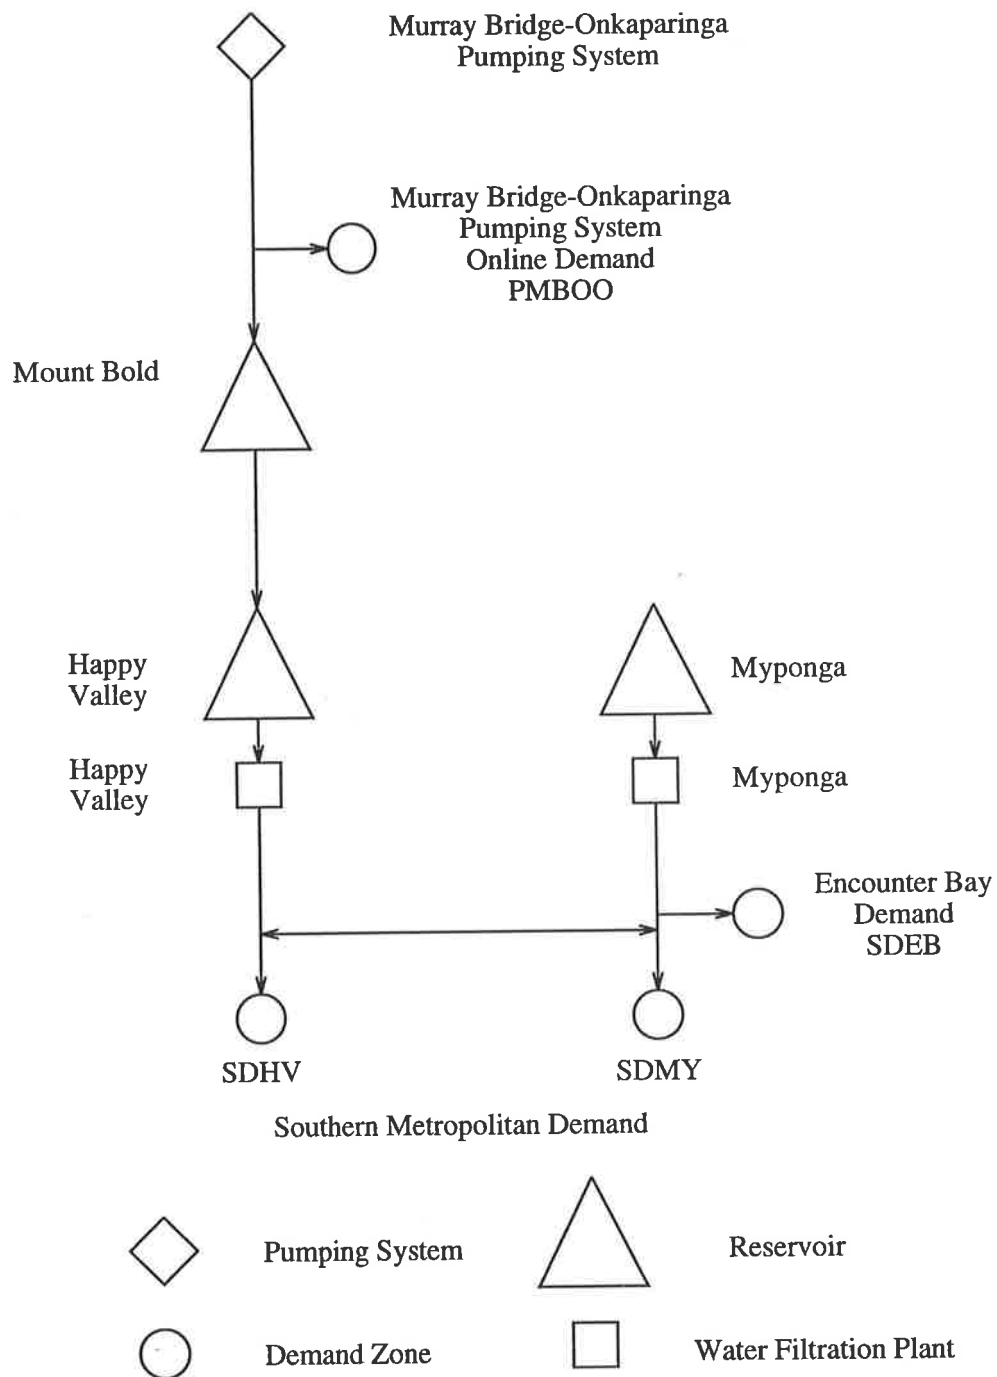 Murray Bridge-Onkaparinga
Pumping System
Murray Bridge-Onkaparinga
Pumping System
Online Demand
PMBOO
Mount Bold
Happy
Valley
Myponga
Happy
Valley
Myponga
Encounter Bay
Demand
SDEB
SDHV
SDMY
Southern Metropolitan Demand
Pumping System
Reservoir
Demand Zone
Water Filtration Plant